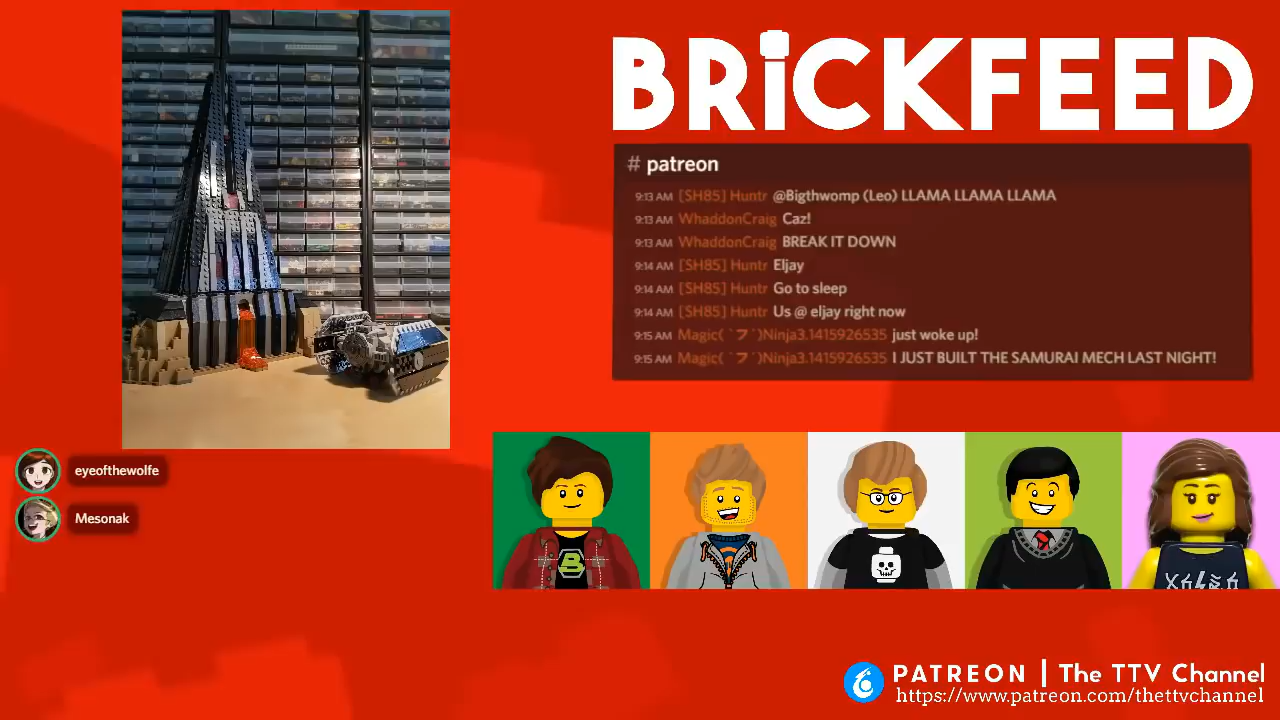 BRiCKFEED
# patreon
9:13 AM [SH85] Huntr @Bigthwomp (Leo) LLAMA LLAMA LLAMA
9:13 AM WhaddonCraig Caz!
9:13 AM WhaddonCraig BREAK IT DOWN
9:14 AM [SH85] Huntr Eljay
9:14 AM [SH85] Huntr Go to sleep
9:14 AM [SH85] Huntr Us @ eljay right now
9:15 AM Magic( ˋフˊ)Ninja3.1415926535 just woke up!
9:15 AM Magic( ˋフˊ)Ninja3.1415926535 I JUST BUILT THE SAMURAI MECH LAST NIGHT!
eyeofthewolfe
Mesonak
B
PATREON | The TTV Channel
https://www.patreon.com/thettvchannel